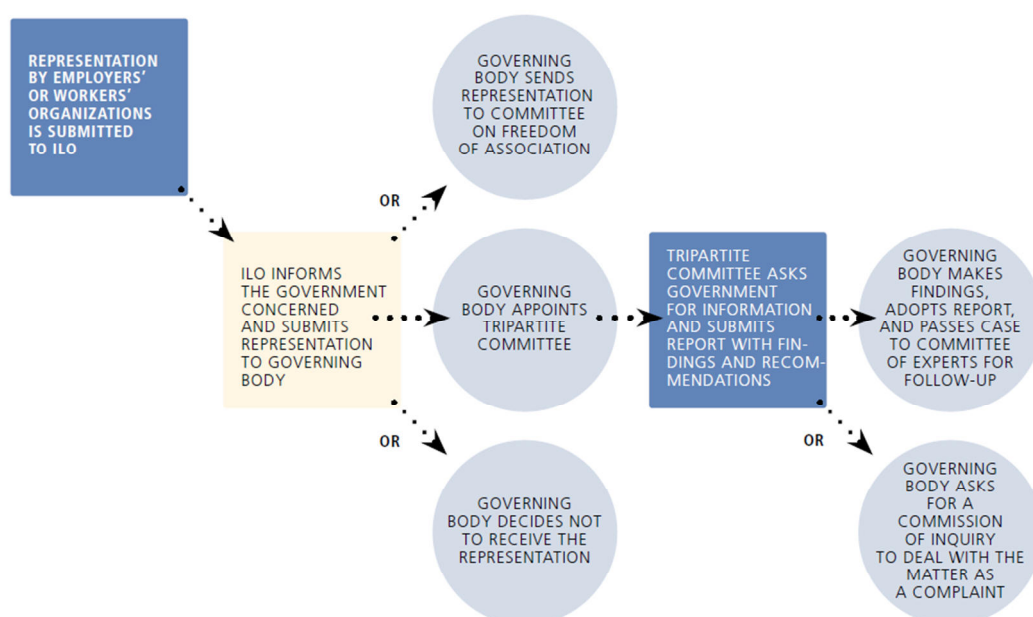 REPRESENTATION
BY EMPLOYERS’
OR WORKERS’
ORGANIZATIONS
IS SUBMITTED
TO ILO
GOVERNING
BODY SENDS
REPRESENTATION
TO COMMITTEE
ON FREEDOM
OF ASSOCIATION
OR
ILO INFORMS
THE GOVERNMENT
CONCERNED
AND SUBMITS
REPRESENTATION
TO GOVERNING
BODY
GOVERNING
BODY APPOINTS
TRIPARTITE
COMMITTEE
TRIPARTITE
COMMITTEE ASKS
GOVERNMENT
FOR INFORMATION
AND SUBMITS
REPORT WITH FIN-
DINGS AND RECOM-
MENDATIONS
GOVERNING
BODY MAKES
FINDINGS,
ADOPTS REPORT,
AND PASSES CASE
TO COMMITTEE
OF EXPERTS FOR
FOLLOW-UP
OR
GOVERNING
BODY DECIDES NOT
TO RECEIVE THE
REPRESENTATION
OR
GOVERNING
BODY ASKS
FOR A
COMMISSION
OF INQUIRY
TO DEAL WITH THE
MATTER AS
A COMPLAINT